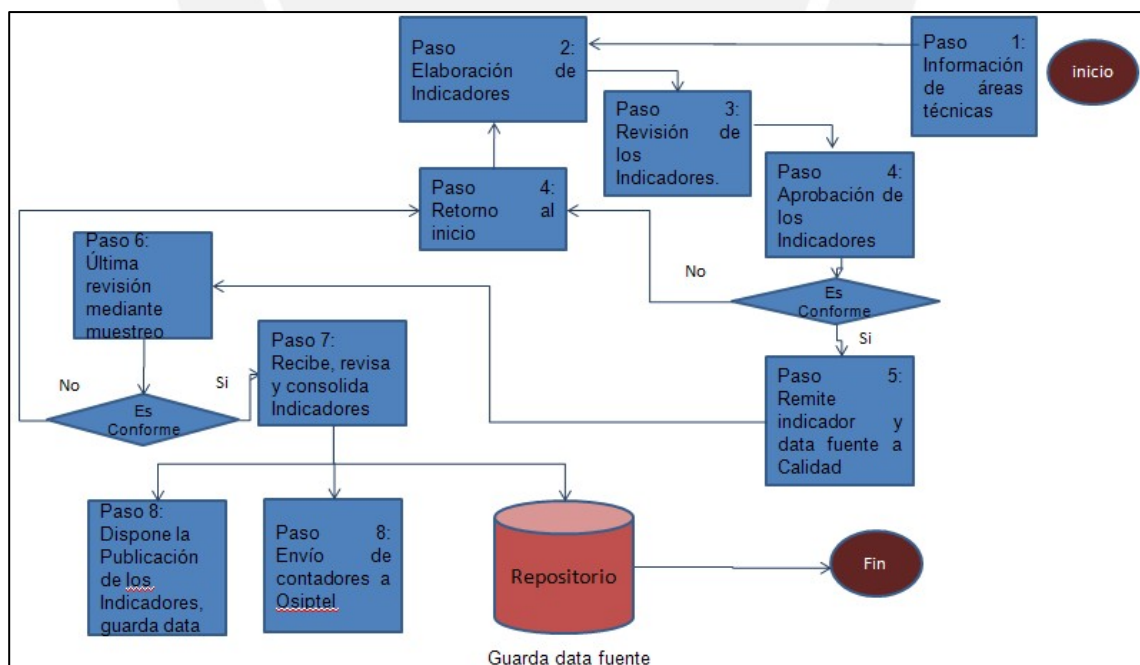 inicio
Paso 1:
Información
de áreas
técnicas
Paso 2:
Elaboración de
Indicadores
Paso 3:
Revisión de
los
Indicadores.
Paso 4:
Aprobación de
los
Indicadores
Paso 4:
Retorno al
inicio
No
Es
Conforme
Si
Paso 5:
Remite
indicador y
data fuente a
Calidad
Paso 6:
Última
revisión
mediante
muestreo
No
Es
Conforme
Si
Paso 7:
Recibe, revisa
y consolida
Indicadores
Paso 8:
Dispone la
Publicación
de los
Indicadores,
guarda data
Paso 8:
Envío de
contadores a
Osiptel
Repositorio
Guarda data fuente
Fin